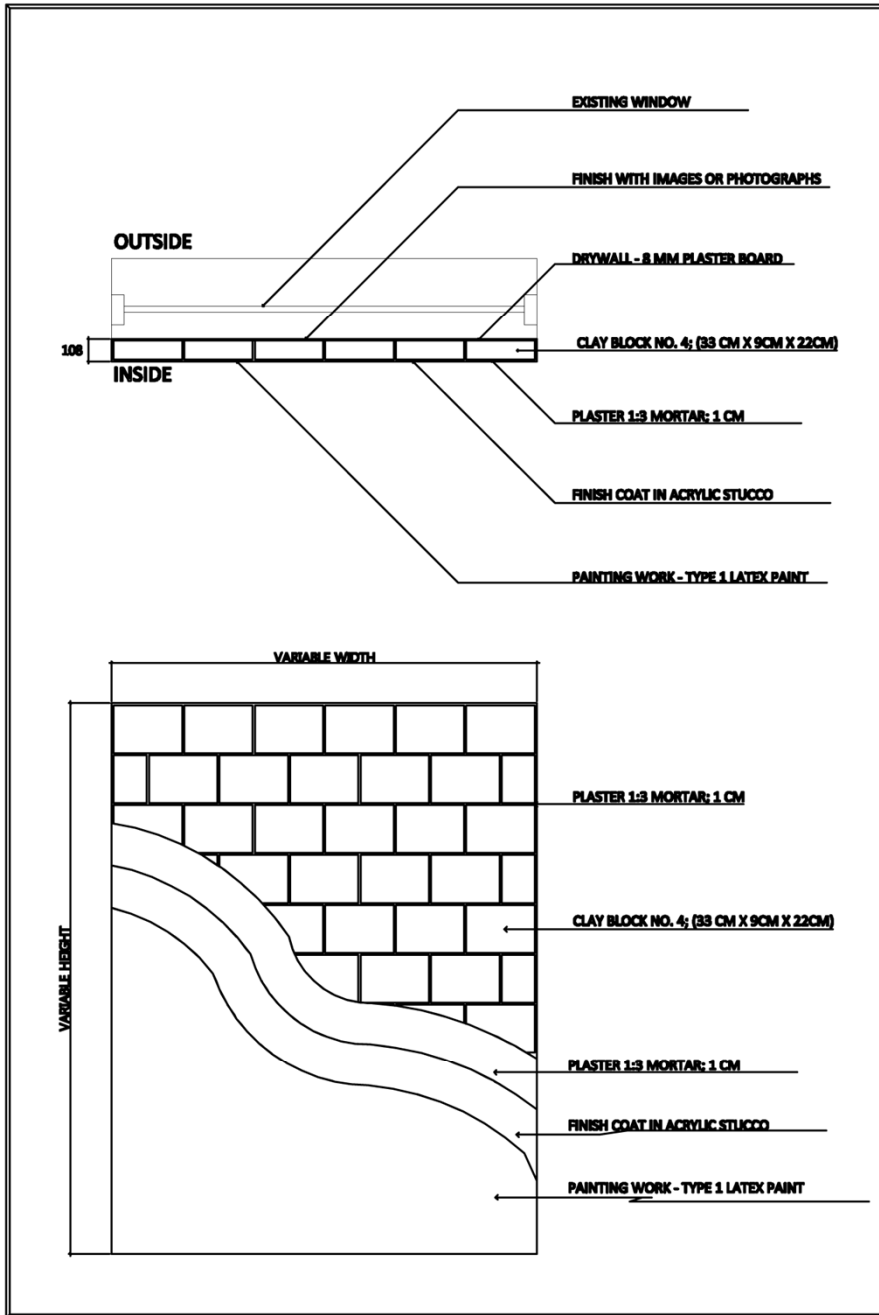 EXISTING WINDOW
FINISH WITH IMAGES OR PHOTOGRAPHS
OUTSIDE
DRYWALL - 8 MM PLASTER BOARD
108
CLAY BLOCK NO. 4; (33 CM X 9CM X 22CM)
INSIDE
PLASTER 1:3 MORTAR; 1 CM
FINISH COAT IN ACRYLIC STUCCO
PAINTING WORK - TYPE 1 LATEX PAINT
VARIABLE WIDTH
PLASTER 1:3 MORTAR; 1 CM
CLAY BLOCK NO. 4; (33 CM X 9CM X 22CM)
VARIABLE HEIGHT
PLASTER 1:3 MORTAR; 1 CM
FINISH COAT IN ACRYLIC STUCCO
PAINTING WORK - TYPE 1 LATEX PAINT